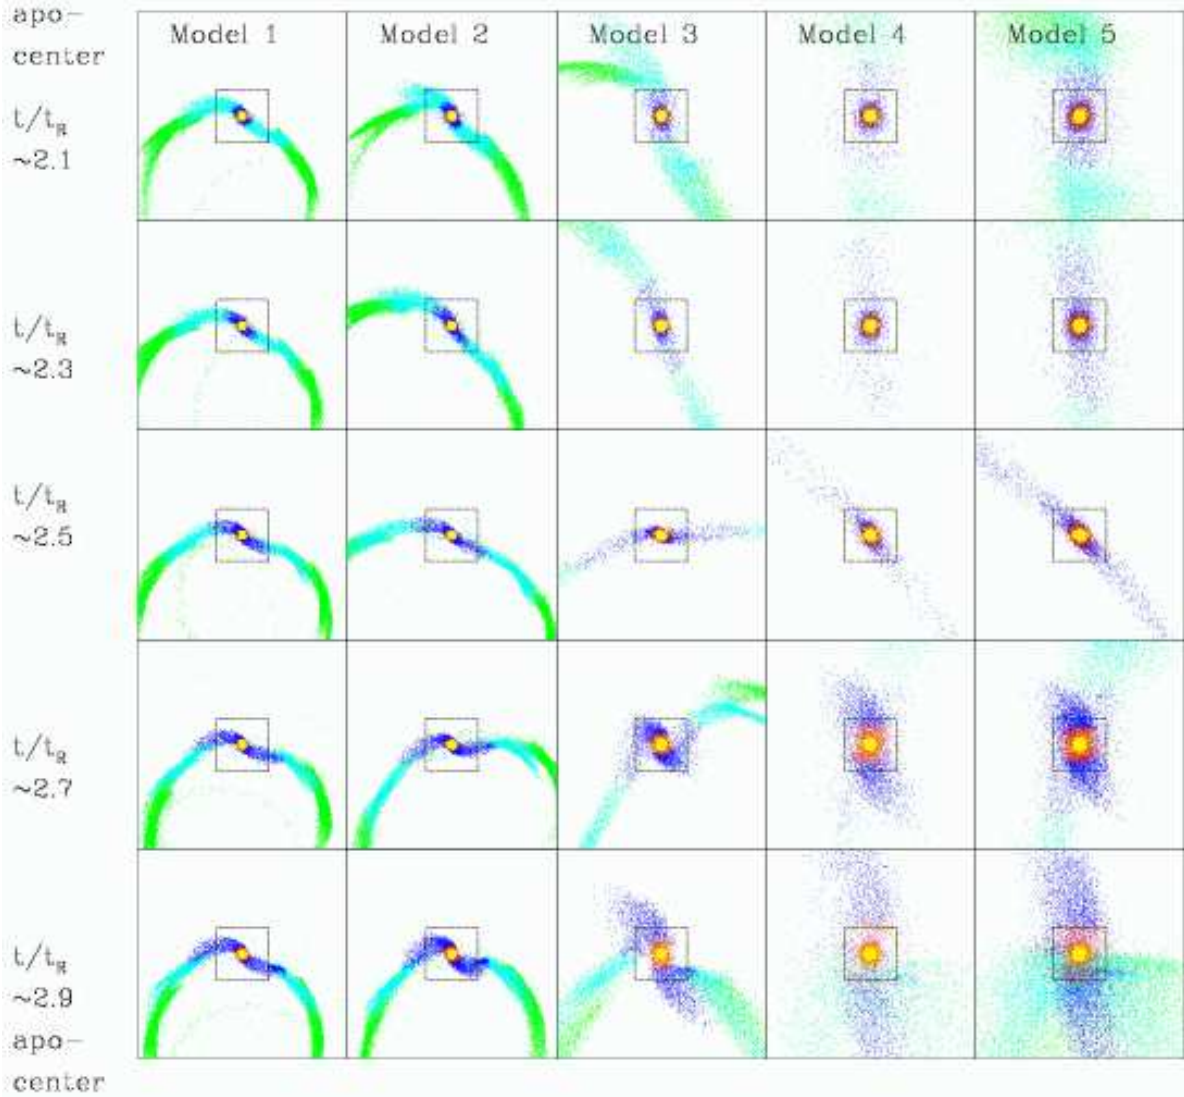 apo-
center
Model 1 Model 2 Model 3 Model 4 Model 5
t/t_R
~2.1
t/t_R
~2.3
t/t_R
~2.5
t/t_R
~2.7
t/t_R
~2.9
apo-
center